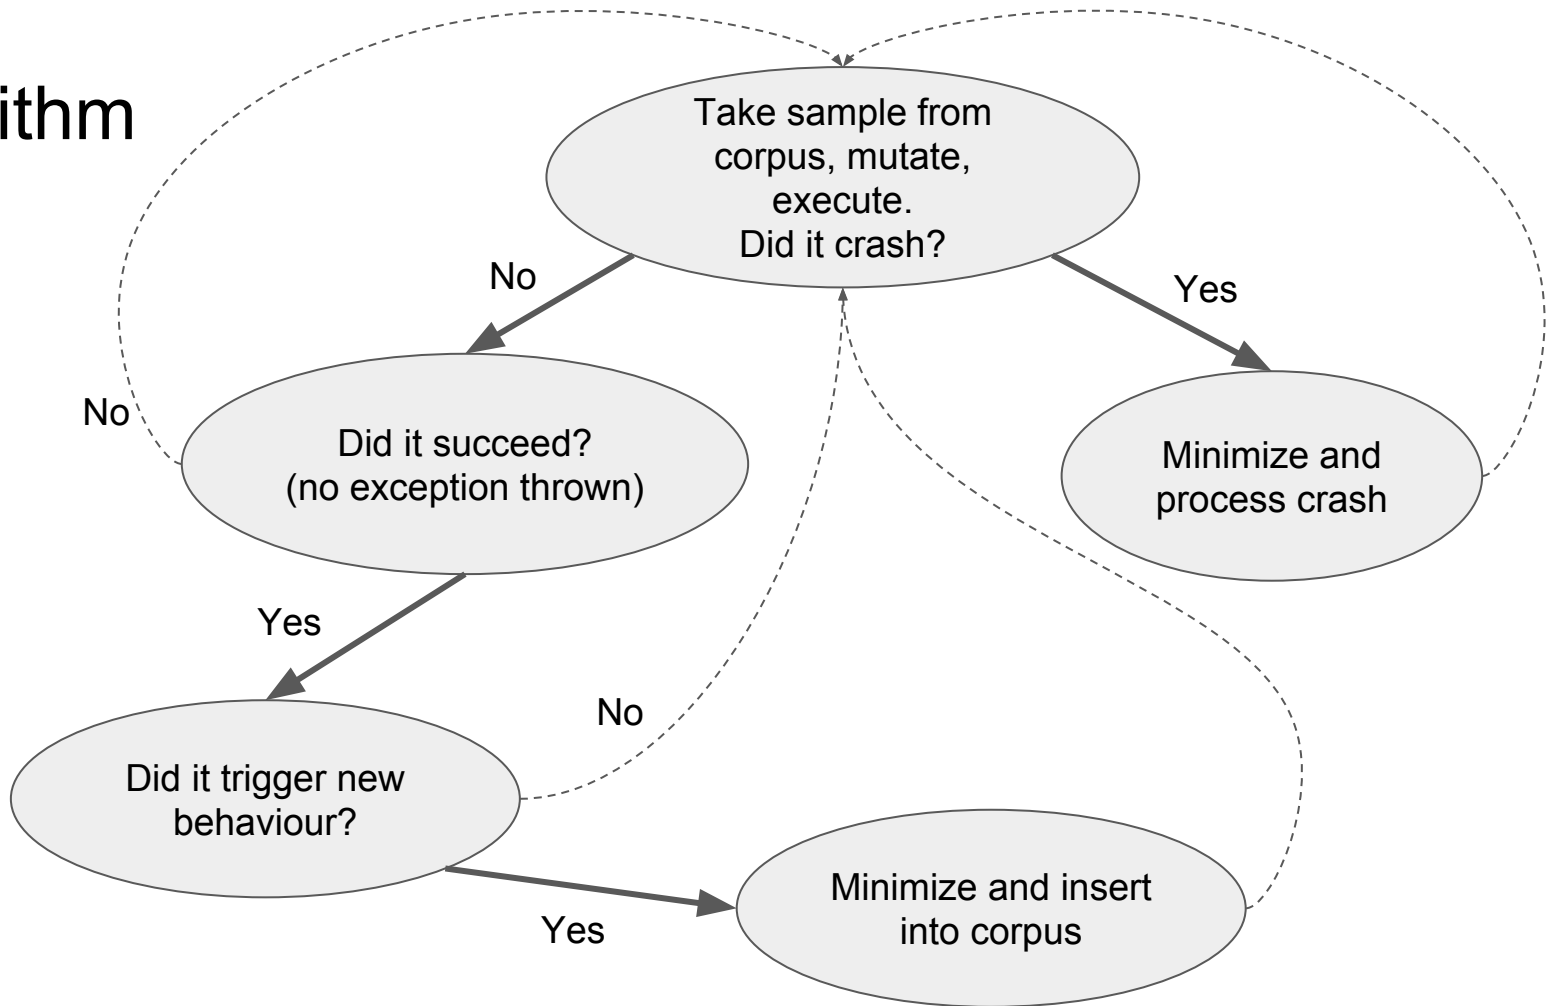 ithm
Take sample from
corpus, mutate,
execute.
Did it crash?
No
Yes
No
Did it succeed?
(no exception thrown)
Minimize and
process crash
Yes
No
Did it trigger new
behaviour?
Yes
Minimize and insert
into corpus